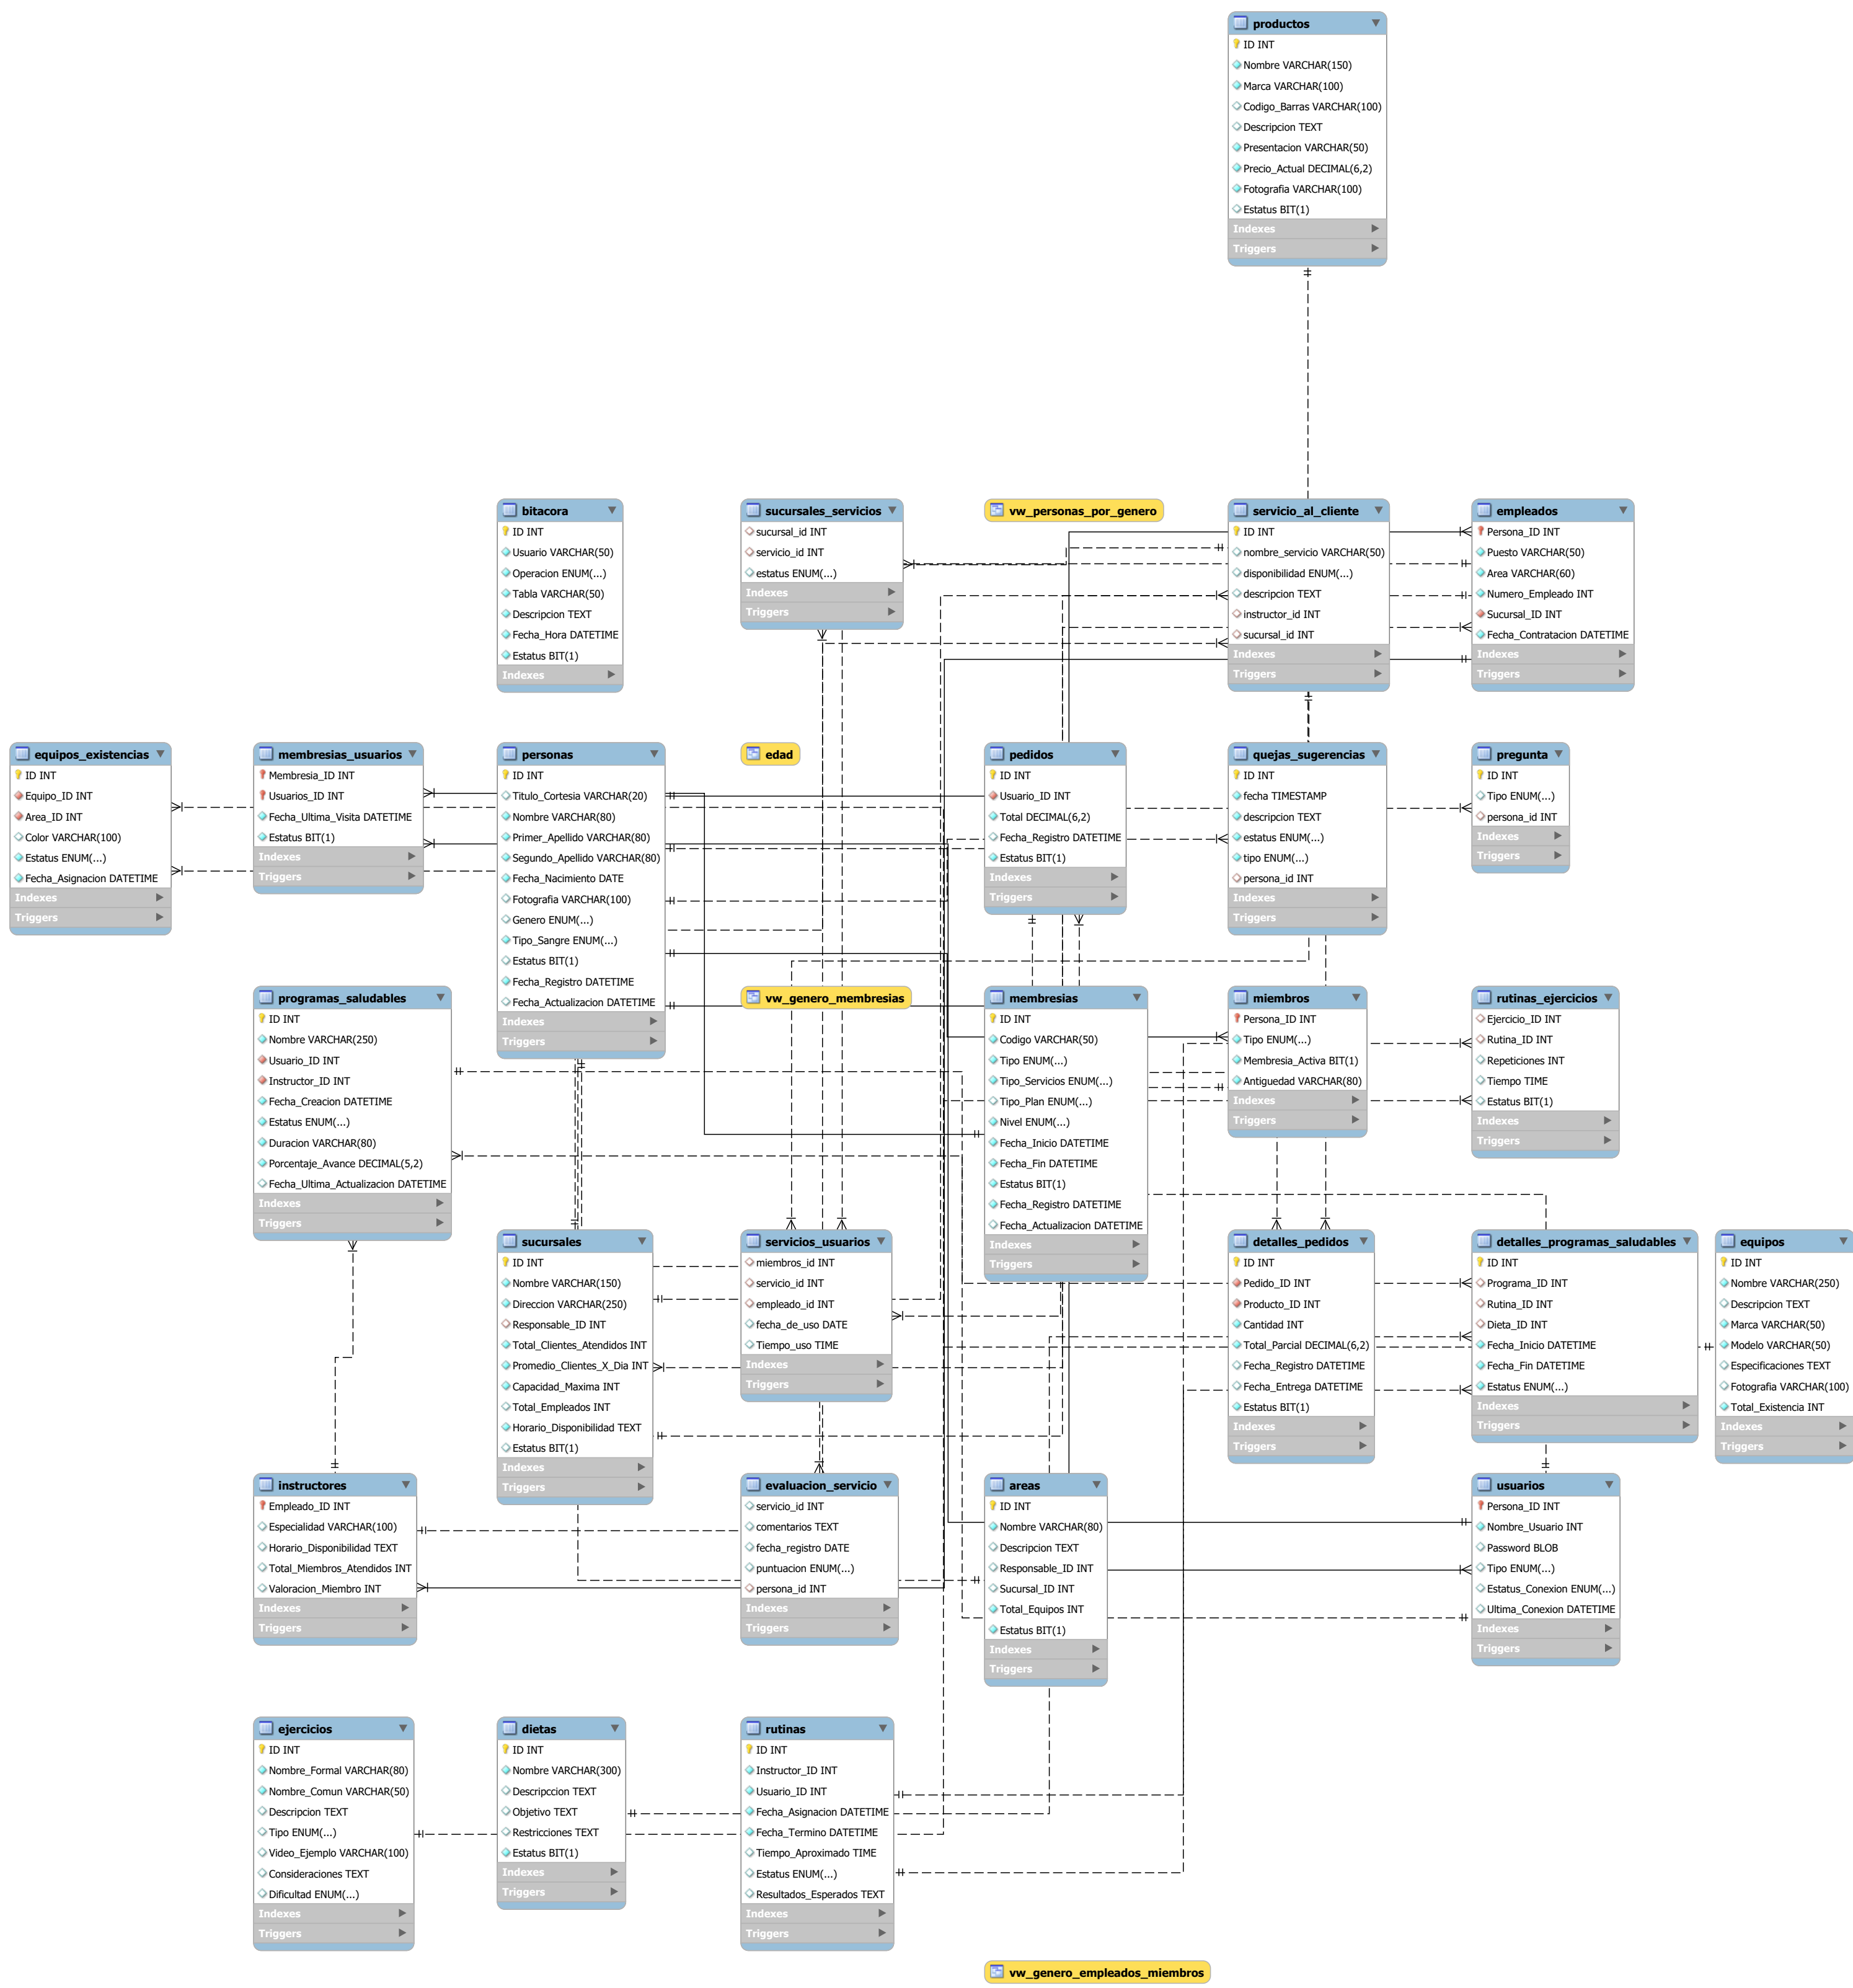 productos
ID INT
Nombre VARCHAR(150)
Marca VARCHAR(100)
Codigo_Barras VARCHAR(100)
Descripcion TEXT
Presentacion VARCHAR(50)
Precio_Actual DECIMAL(6,2)
Fotografia VARCHAR(100)
Estatus BIT(1)
Indexes
Triggers
bitacora
ID INT
Usuario VARCHAR(50)
Operacion ENUM(...)
Tabla VARCHAR(50)
Descripcion TEXT
Fecha_Hora DATETIME
Estatus BIT(1)
Indexes
sucursales_servicios
sucursal_id INT
servicio_id INT
estatus ENUM(...)
Indexes
Triggers
vw_personas_por_genero
servicio_al_cliente
ID INT
nombre_servicio VARCHAR(50)
disponibilidad ENUM(...)
descripcion TEXT
instructor_id INT
sucursal_id INT
Indexes
Triggers
empleados
Persona_ID INT
Puesto VARCHAR(50)
Area VARCHAR(60)
Numero_Empleado INT
Sucursal_ID INT
Fecha_Contratacion DATETIME
Indexes
Triggers
equipos_existencias
ID INT
Equipo_ID INT
Area_ID INT
Color VARCHAR(100)
Estatus ENUM(...)
Fecha_Asignacion DATETIME
Indexes
Triggers
membresias_usuarios
Membresia_ID INT
Usuarios_ID INT
Fecha_Ultima_Visita DATETIME
Estatus BIT(1)
Indexes
Triggers
personas
ID INT
Titulo_Cortesia VARCHAR(20)
Nombre VARCHAR(80)
Primer_Apellido VARCHAR(80)
Segundo_Apellido VARCHAR(80)
Fecha_Nacimiento DATE
Fotografia VARCHAR(100)
Genero ENUM(...)
Tipo_Sangre ENUM(...)
Estatus BIT(1)
Fecha_Registro DATETIME
Fecha_Actualizacion DATETIME
Indexes
Triggers
edad
pedidos
ID INT
Usuario_ID INT
Total DECIMAL(6,2)
Fecha_Registro DATETIME
Estatus BIT(1)
Indexes
Triggers
quejas_sugerencias
ID INT
fecha TIMESTAMP
descripcion TEXT
estatus ENUM(...)
tipo ENUM(...)
persona_id INT
Indexes
Triggers
pregunta
ID INT
Tipo ENUM(...)
persona_id INT
Indexes
Triggers
programas_saludables
ID INT
Nombre VARCHAR(250)
Usuario_ID INT
Instructor_ID INT
Fecha_Creacion DATETIME
Estatus ENUM(...)
Duracion VARCHAR(80)
Porcentaje_Avance DECIMAL(5,2)
Fecha_Ultima_Actualizacion DATETIME
Indexes
Triggers
vw_genero_membresias
membresias
ID INT
Codigo VARCHAR(50)
Tipo ENUM(...)
Tipo_Servicios ENUM(...)
Tipo_Plan ENUM(...)
Nivel ENUM(...)
Fecha_Inicio DATETIME
Fecha_Fin DATETIME
Estatus BIT(1)
Fecha_Registro DATETIME
Fecha_Actualizacion DATETIME
Indexes
Triggers
miembros
Persona_ID INT
Tipo ENUM(...)
Membresia_Activa BIT(1)
Antiguedad VARCHAR(80)
Indexes
Triggers
rutinas_ejercicios
Ejercicio_ID INT
Rutina_ID INT
Repeticiones INT
Tiempo TIME
Estatus BIT(1)
Indexes
Triggers
sucursales
ID INT
Nombre VARCHAR(150)
Direccion VARCHAR(250)
Responsable_ID INT
Total_Clientes_Atendidos INT
Promedio_Clientes_X_Dia INT
Capacidad_Maxima INT
Total_Empleados INT
Horario_Disponibilidad TEXT
Estatus BIT(1)
Indexes
Triggers
servicios_usuarios
miembros_id INT
servicio_id INT
empleado_id INT
fecha_de_uso DATE
Tiempo_uso TIME
Indexes
Triggers
detalles_pedidos
ID INT
Pedido_ID INT
Producto_ID INT
Cantidad INT
Total_Parcial DECIMAL(6,2)
Fecha_Registro DATETIME
Fecha_Entrega DATETIME
Estatus BIT(1)
Indexes
Triggers
detalles_programas_saludables
ID INT
Programa_ID INT
Rutina_ID INT
Dieta_ID INT
Fecha_Inicio DATETIME
Fecha_Fin DATETIME
Estatus ENUM(...)
Indexes
Triggers
equipos
ID INT
Nombre VARCHAR(250)
Descripcion TEXT
Marca VARCHAR(50)
Modelo VARCHAR(50)
Especificaciones TEXT
Fotografia VARCHAR(100)
Total_Existencia INT
Indexes
Triggers
instructores
Empleado_ID INT
Especialidad VARCHAR(100)
Horario_Disponibilidad TEXT
Total_Miembros_Atendidos INT
Valoracion_Miembro INT
Indexes
Triggers
evaluacion_servicio
servicio_id INT
comentarios TEXT
fecha_registro DATE
puntuacion ENUM(...)
persona_id INT
Indexes
Triggers
areas
ID INT
Nombre VARCHAR(80)
Descripcion TEXT
Responsable_ID INT
Sucursal_ID INT
Total_Equipos INT
Estatus BIT(1)
Indexes
Triggers
usuarios
Persona_ID INT
Nombre_Usuario INT
Password BLOB
Tipo ENUM(...)
Estatus_Conexion ENUM(...)
Ultima_Conexion DATETIME
Indexes
Triggers
ejercicios
ID INT
Nombre_Formal VARCHAR(80)
Nombre_Comun VARCHAR(50)
Descripcion TEXT
Tipo ENUM(...)
Video_Ejemplo VARCHAR(100)
Consideraciones TEXT
Dificultad ENUM(...)
Indexes
Triggers
dietas
ID INT
Nombre VARCHAR(300)
Descripccion TEXT
Objetivo TEXT
Restricciones TEXT
Estatus BIT(1)
Indexes
Triggers
rutinas
ID INT
Instructor_ID INT
Usuario_ID INT
Fecha_Asignacion DATETIME
Fecha_Termino DATETIME
Tiempo_Aproximado TIME
Estatus ENUM(...)
Resultados_Esperados TEXT
Indexes
Triggers
vw_genero_empleados_miembros